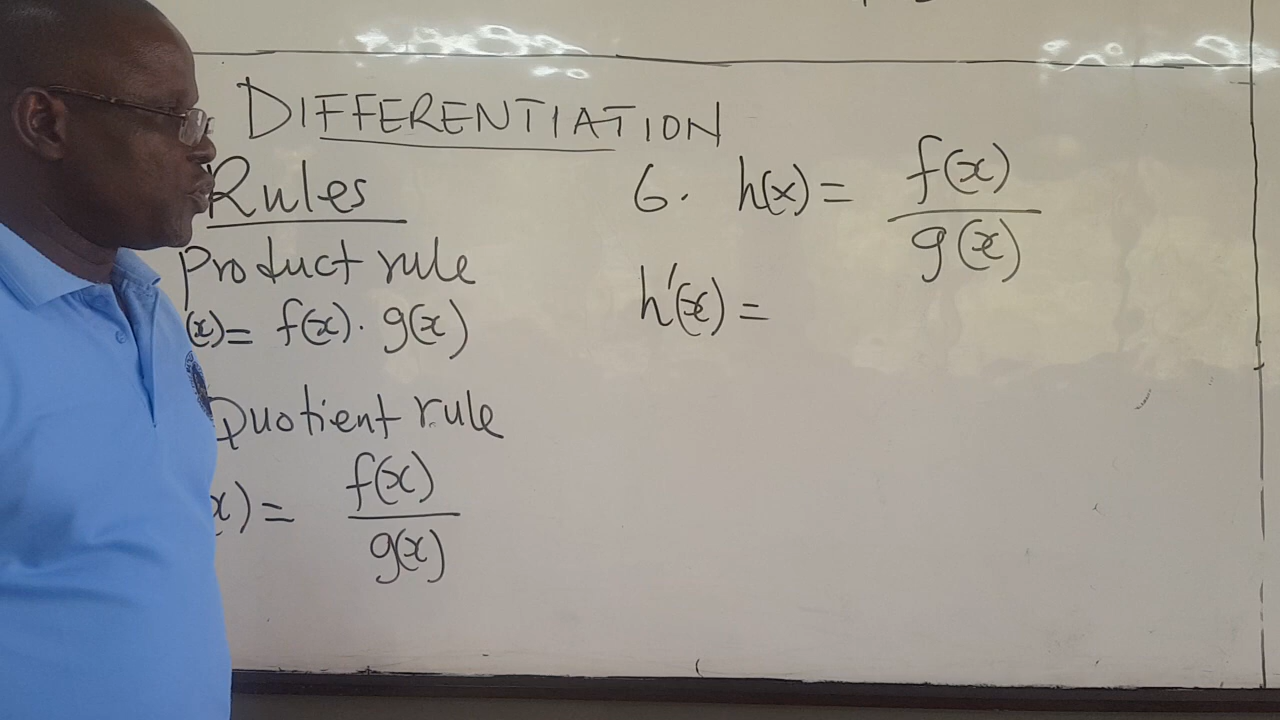 DIFFERENTIATION
Rules
Product rule
(x) = f(x) · g(x)
Quotient rule
x) = f(x)
g(x)
6. h(x) = f(x)
g(x)
h'(x) =